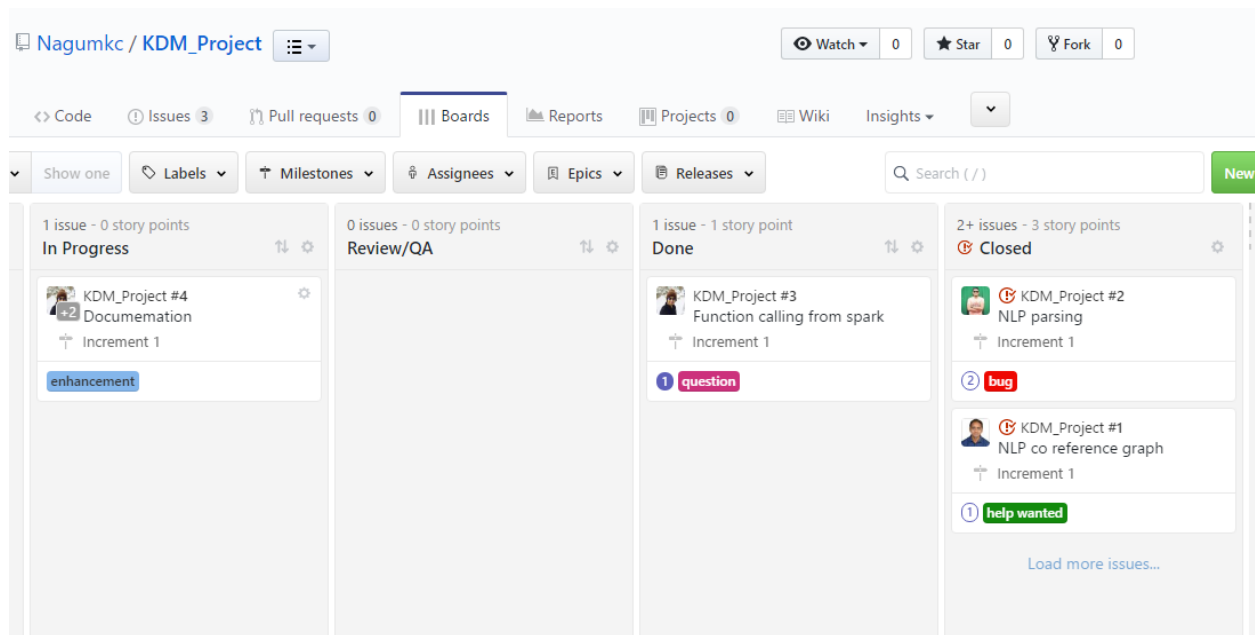 Nagumkc / KDM_Project
Watch 0 Star 0 Fork 0
<> Code Issues 3 Pull requests 0 Boards Reports Projects 0 Wiki Insights
Show one Labels Milestones Assignees Epics Releases Search ( / ) New
1 issue - 0 story points
In Progress
+2
KDM_Project #4
Documemation
Increment 1
enhancement
0 issues - 0 story points
Review/QA
1 issue - 1 story point
Done
KDM_Project #3
Function calling from spark
Increment 1
1 question
2+ issues - 3 story points
Closed
KDM_Project #2
NLP parsing
Increment 1
2 bug
KDM_Project #1
NLP co reference graph
Increment 1
1 help wanted
Load more issues...